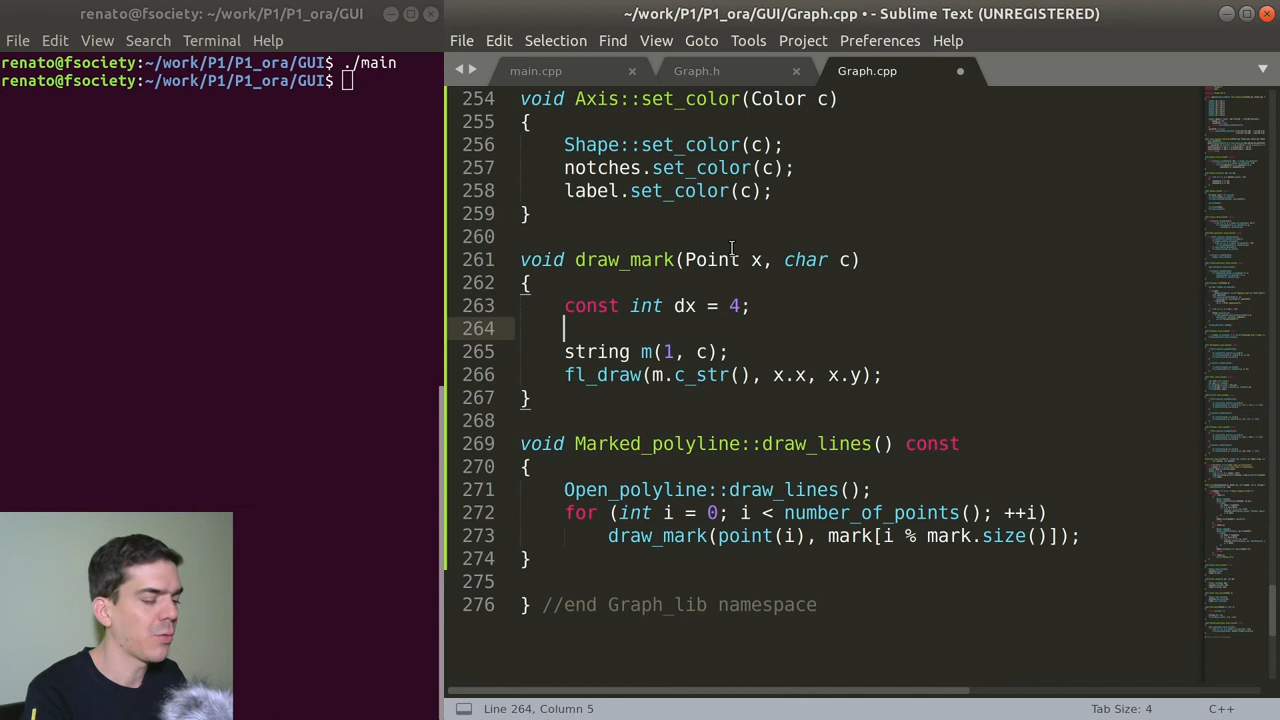 renato@fsociety: ~/work/P1/P1_ora/GUI
File Edit View Search Terminal Help
renato@fsociety:~/work/P1/P1_ora/GUI$ ./main
renato@fsociety:~/work/P1/P1_ora/GUI$
~/work/P1/P1_ora/GUI/Graph.cpp • - Sublime Text (UNREGISTERED)
File Edit Selection Find View Goto Tools Project Preferences Help
main.cpp Graph.h Graph.cpp
254 void Axis::set_color(Color c)
255 {
256 Shape::set_color(c);
257 notches.set_color(c);
258 label.set_color(c);
259 }
260
261 void draw_mark(Point x, char c)
262 {
263 const int dx = 4;
264
265 string m(1, c);
266 fl_draw(m.c_str(), x.x, x.y);
267 }
268
269 void Marked_polyline::draw_lines() const
270 {
271 Open_polyline::draw_lines();
272 for (int i = 0; i < number_of_points(); ++i)
273 draw_mark(point(i), mark[i % mark.size()]);
274 }
275
276 } //end Graph_lib namespace
Line 264, Column 5
Tab Size: 4
C++